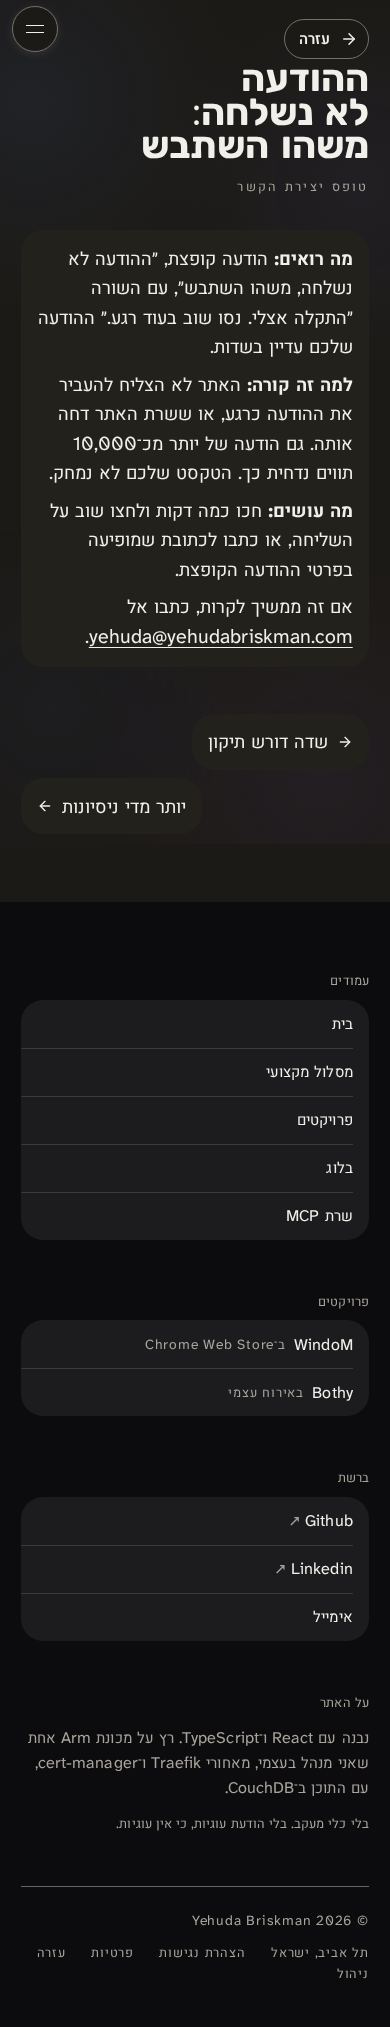 → עזרה
ההודעה
לא נשלחה:
משהו השתבש
טופס יצירת הקשר
מה רואים: הודעה קופצת, ״ההודעה לא
נשלחה, משהו השתבש״, עם השורה
״התקלה אצלי. נסו שוב בעוד רגע.״ ההודעה
שלכם עדיין בשדות.
למה זה קורה: האתר לא הצליח להעביר
את ההודעה כרגע, או ששרת האתר דחה
אותה. גם הודעה של יותר מכ־10,000
תווים נדחית כך. הטקסט שלכם לא נמחק.
מה עושים: חכו כמה דקות ולחצו שוב על
השליחה, או כתבו לכתובת שמופיעה
בפרטי ההודעה הקופצת.
אם זה ממשיך לקרות, כתבו אל
yehuda@yehudabriskman.com.
→ שדה דורש תיקון
יותר מדי ניסיונות ←
עמודים
בית
מסלול מקצועי
פרויקטים
בלוג
שרת MCP
פרויקטים
WindoM ב־Chrome Web Store
Bothy באירוח עצמי
ברשת
Github ↗
Linkedin ↗
אימייל
על האתר
נבנה עם React ו־TypeScript. רץ על מכונת Arm אחת
שאני מנהל בעצמי, מאחורי Traefik ו־cert-manager,
עם התוכן ב־CouchDB.
בלי כלי מעקב. בלי הודעת עוגיות, כי אין עוגיות.
© 2026 Yehuda Briskman
תל אביב, ישראל הצהרת נגישות פרטיות עזרה
ניהול